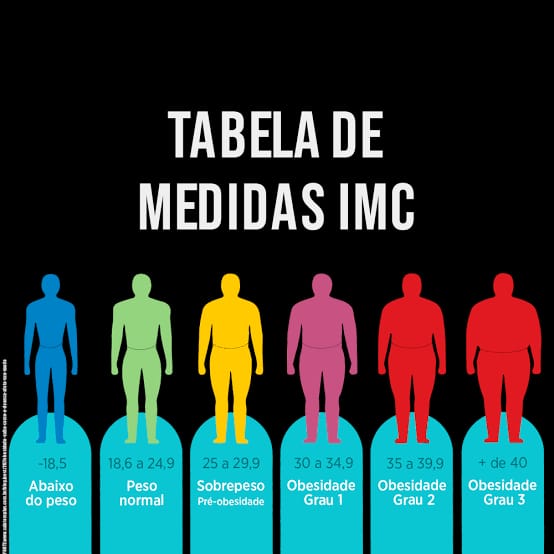 TABELA DE
MEDIDAS IMC
-18,5
Abaixo
do peso
18,6 a 24,9
Peso
normal
25 a 29,9
Sobrepeso
Pré-obesidade
30 a 34,9
Obesidade
Grau 1
35 a 39,9
Obesidade
Grau 2
+ de 40
Obesidade
Grau 3